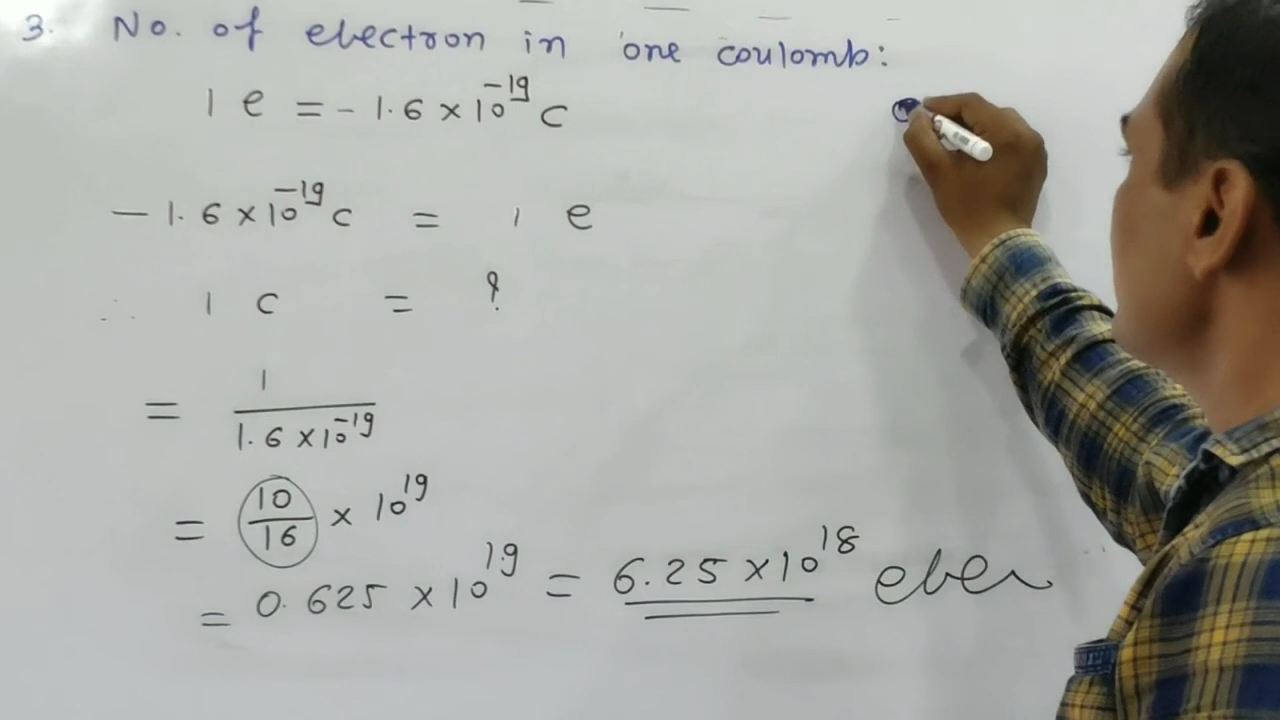 3. No. of electron in one coulomb:
1 e = - 1.6 × 10⁻¹⁹ C
- 1.6 × 10⁻¹⁹ C = 1 e
∴ 1 C = ?
= 1 / 1.6 × 10⁻¹⁹
= 10/16 × 10¹⁹
= 0.625 × 10¹⁹ = 6.25 × 10¹⁸